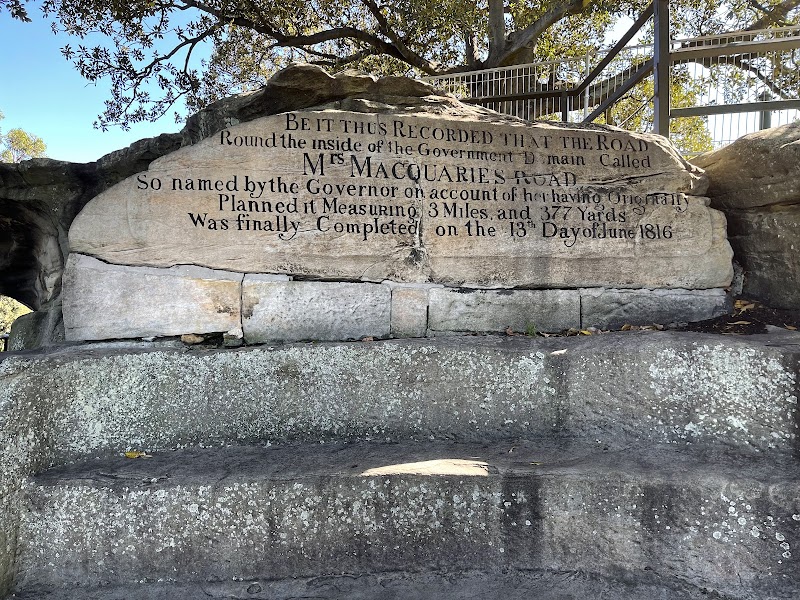 BE IT THUS RECORDED THAT THE ROAD
Round the inside of the Government Domain Called
Mrs MACQUARIE'S ROAD
So named by the Governor on account of her having Originally
Planned it Measuring 3 Miles, and 377 Yards
Was finally Completed on the 13th Day of June 1816